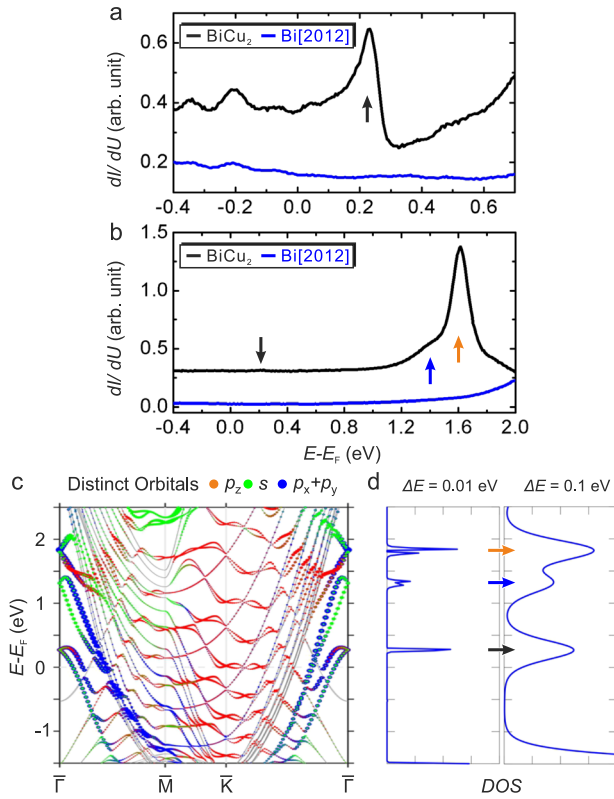 a
BiCu₂ Bi[2012]
dI/ dU (arb. unit)
0.6
0.4
0.2
-0.4 -0.2 0.0 0.2 0.4 0.6
b
BiCu₂ Bi[2012]
dI/ dU (arb. unit)
1.5
1.0
0.5
0.0
-0.4 0.0 0.4 0.8 1.2 1.6 2.0
E-E_F (eV)
c Distinct Orbitals p_z s p_x+p_y
E-E_F (eV)
2
1
0
-1
Γ̅ M̅ K̅ Γ̅
d ΔE = 0.01 eV ΔE = 0.1 eV
DOS